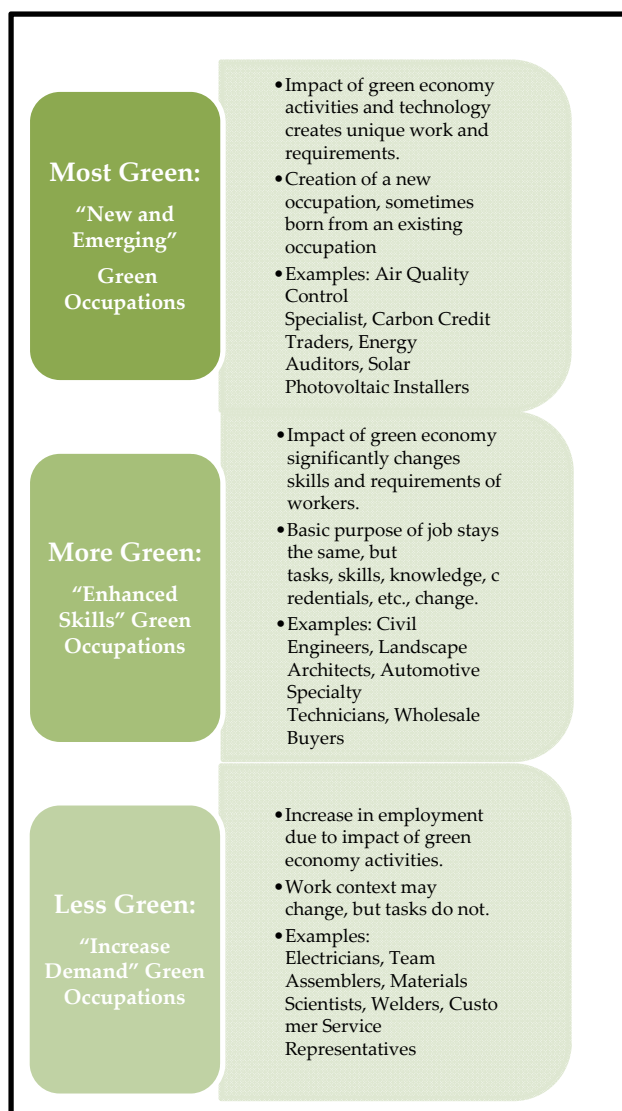 Most Green:
“New and
Emerging”
Green
Occupations
•Impact of green economy
activities and technology
creates unique work and
requirements.
•Creation of a new
occupation, sometimes
born from an existing
occupation
•Examples: Air Quality
Control
Specialist, Carbon Credit
Traders, Energy
Auditors, Solar
Photovoltaic Installers
More Green:
“Enhanced
Skills” Green
Occupations
•Impact of green economy
significantly changes
skills and requirements of
workers.
•Basic purpose of job stays
the same, but
tasks, skills, knowledge, c
redentials, etc., change.
•Examples: Civil
Engineers, Landscape
Architects, Automotive
Specialty
Technicians, Wholesale
Buyers
Less Green:
“Increase
Demand” Green
Occupations
•Increase in employment
due to impact of green
economy activities.
•Work context may
change, but tasks do not.
•Examples:
Electricians, Team
Assemblers, Materials
Scientists, Welders, Custo
mer Service
Representatives